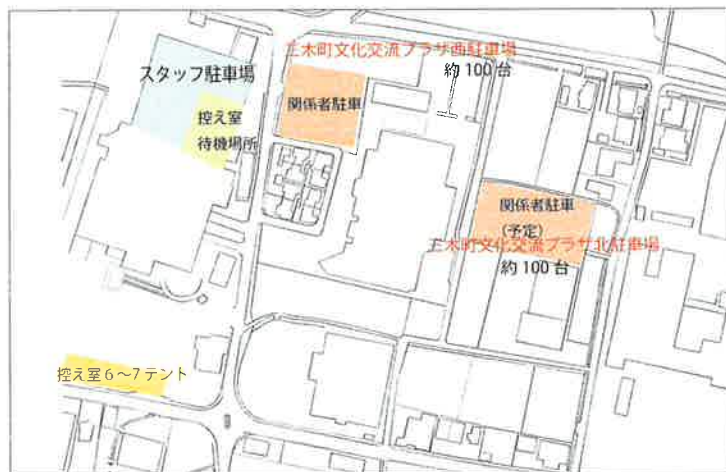 三木町文化交流プラザ西駐車場
約100台
スタッフ駐車場
関係者駐車
控え室
待機場所
関係者駐車
(予定)
三木町文化交流プラザ北駐車場
約100台
控え室6〜7テント